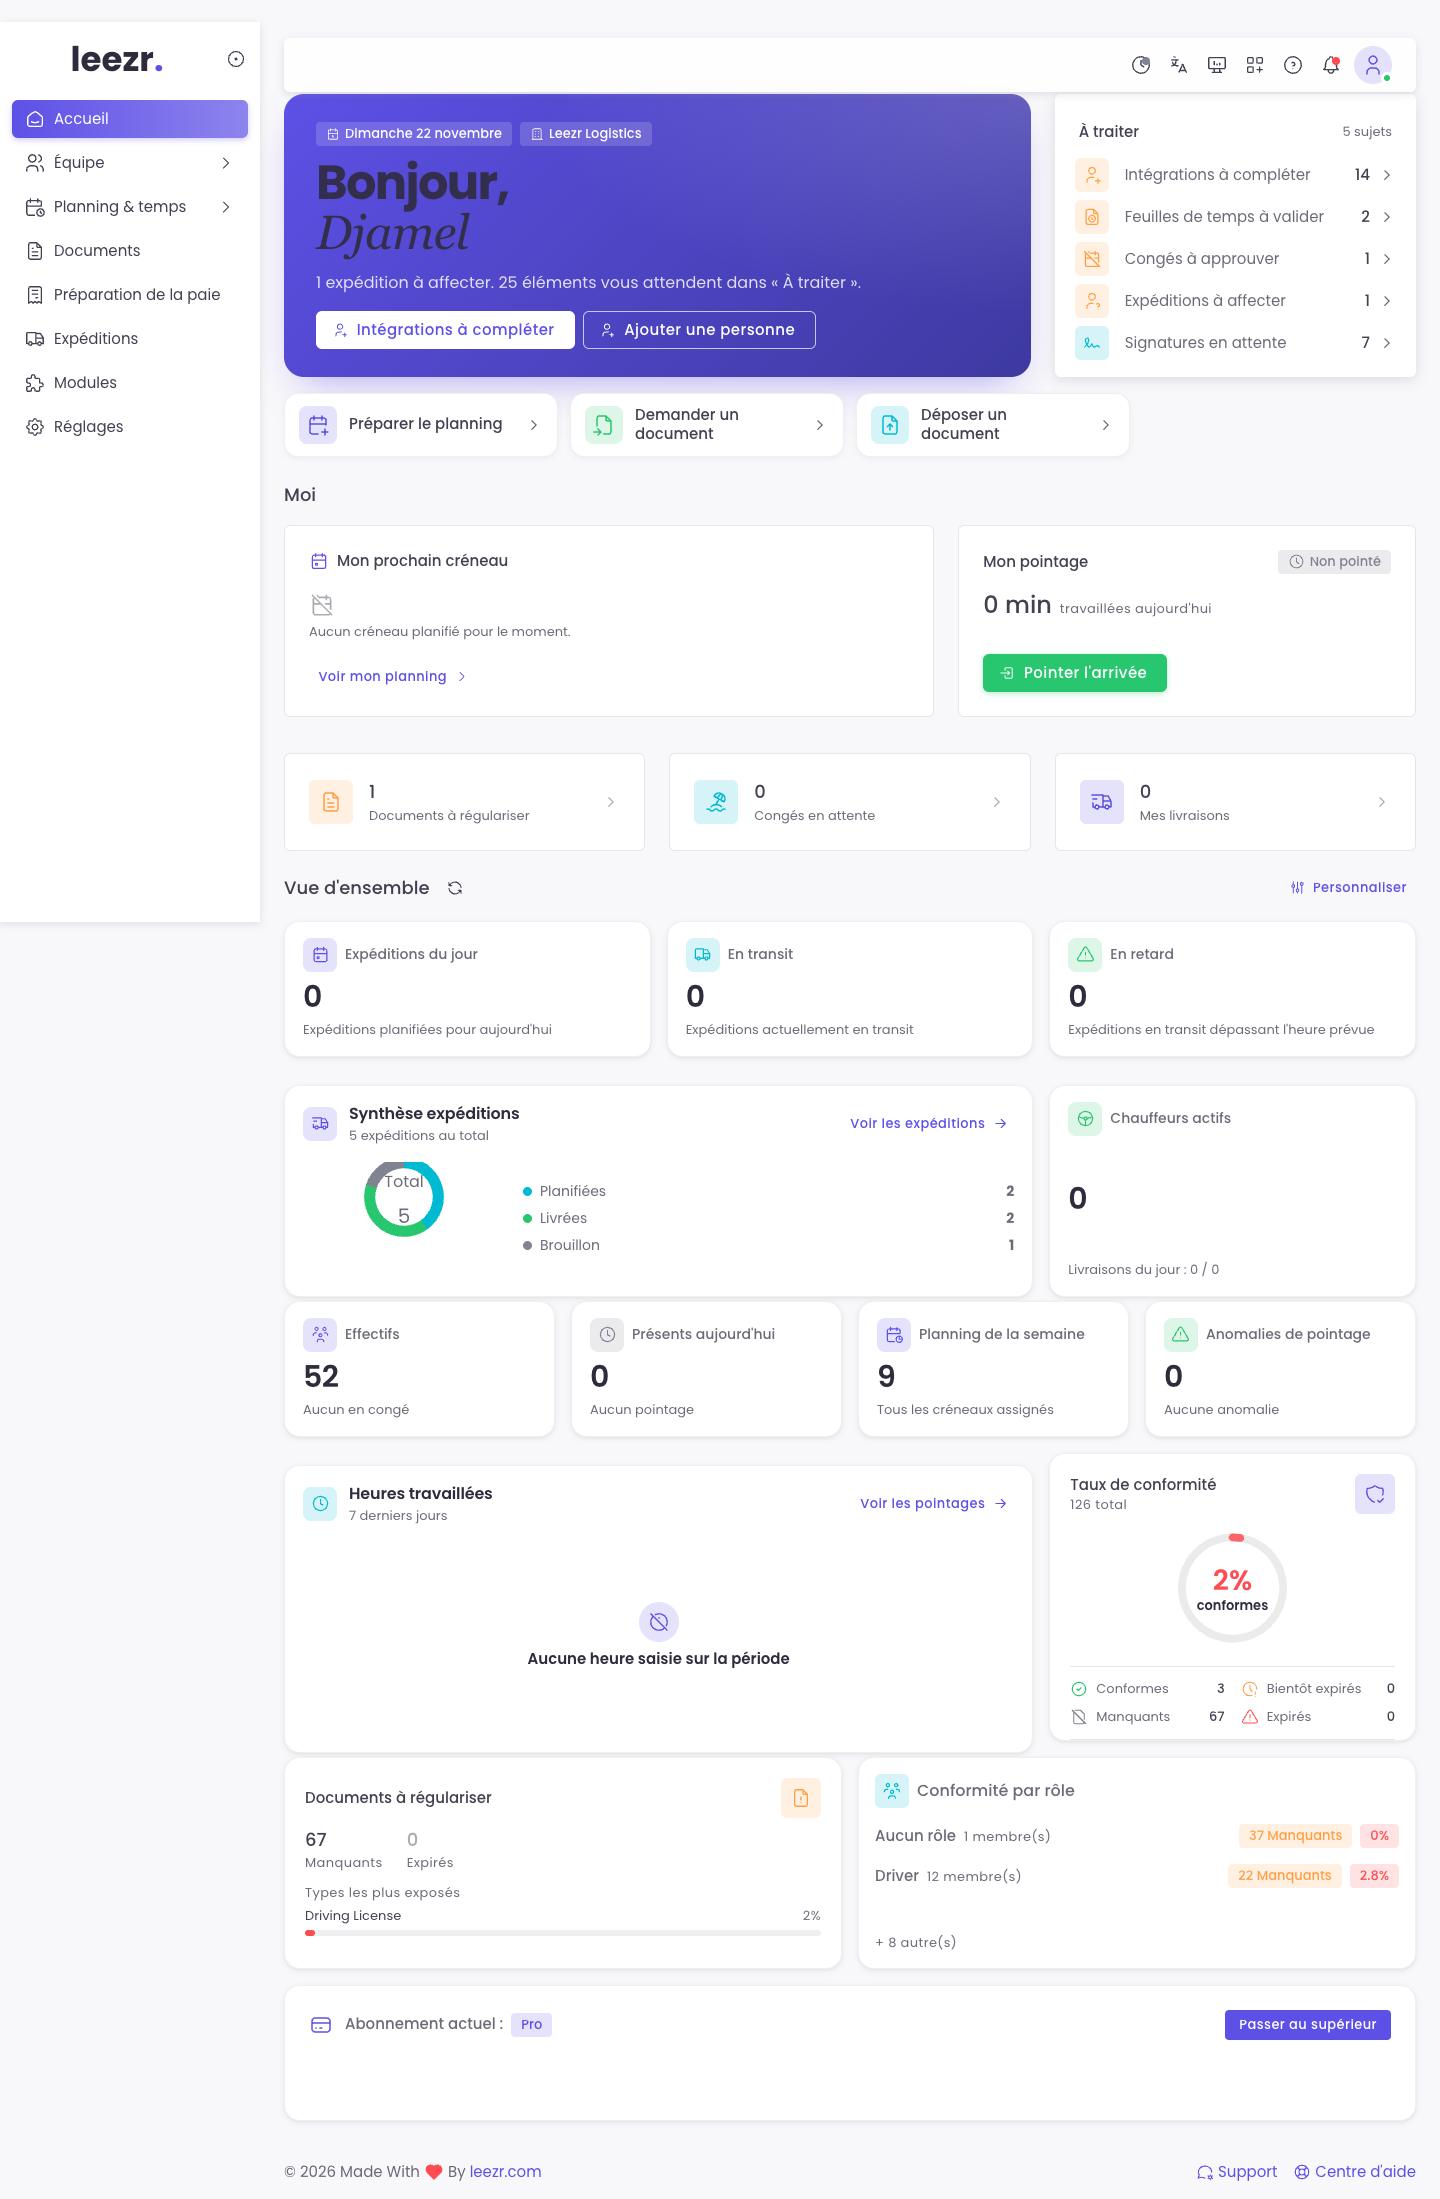 leezr.
Accueil
Équipe
Planning & temps
Documents
Préparation de la paie
Expéditions
Modules
Réglages
Dimanche 22 novembre
Leezr Logistics
Bonjour,
Djamel
1 expédition à affecter. 25 éléments vous attendent dans « À traiter ».
Intégrations à compléter
Ajouter une personne
À traiter
5 sujets
Intégrations à compléter 14
Feuilles de temps à valider 2
Congés à approuver 1
Expéditions à affecter 1
Signatures en attente 7
Préparer le planning
Demander un
document
Déposer un
document
Moi
Mon prochain créneau
Aucun créneau planifié pour le moment.
Voir mon planning
Mon pointage
Non pointé
0 min travaillées aujourd'hui
Pointer l'arrivée
1
Documents à régulariser
0
Congés en attente
0
Mes livraisons
Vue d'ensemble
Personnaliser
Expéditions du jour
0
Expéditions planifiées pour aujourd'hui
En transit
0
Expéditions actuellement en transit
En retard
0
Expéditions en transit dépassant l'heure prévue
Synthèse expéditions
5 expéditions au total
Voir les expéditions
Total
5
Planifiées 2
Livrées 2
Brouillon 1
Chauffeurs actifs
0
Livraisons du jour : 0 / 0
Effectifs
52
Aucun en congé
Présents aujourd'hui
0
Aucun pointage
Planning de la semaine
9
Tous les créneaux assignés
Anomalies de pointage
0
Aucune anomalie
Heures travaillées
7 derniers jours
Voir les pointages
Aucune heure saisie sur la période
Taux de conformité
126 total
2%
conformes
Conformes 3
Bientôt expirés 0
Manquants 67
Expirés 0
Documents à régulariser
67
Manquants
0
Expirés
Types les plus exposés
Driving License 2%
Conformité par rôle
Aucun rôle 1 membre(s) 37 Manquants 0%
Driver 12 membre(s) 22 Manquants 2.8%
+ 8 autre(s)
Abonnement actuel : Pro
Passer au supérieur
© 2026 Made With By leezr.com
Support
Centre d'aide